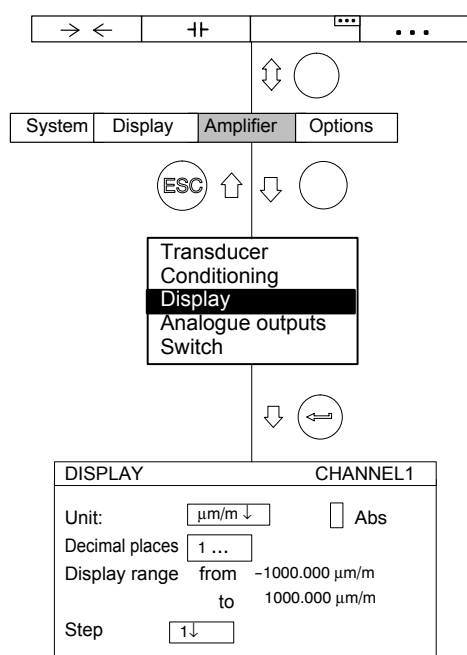 → ← ⊣⊢ ••• . . .
System Display Amplifier Options
ESC
Transducer
Conditioning
Display
Analogue outputs
Switch
DISPLAY CHANNEL1
Unit: μm/m ↓ Abs
Decimal places 1 ...
Display range from −1000.000 μm/m
to 1000.000 μm/m
Step 1↓